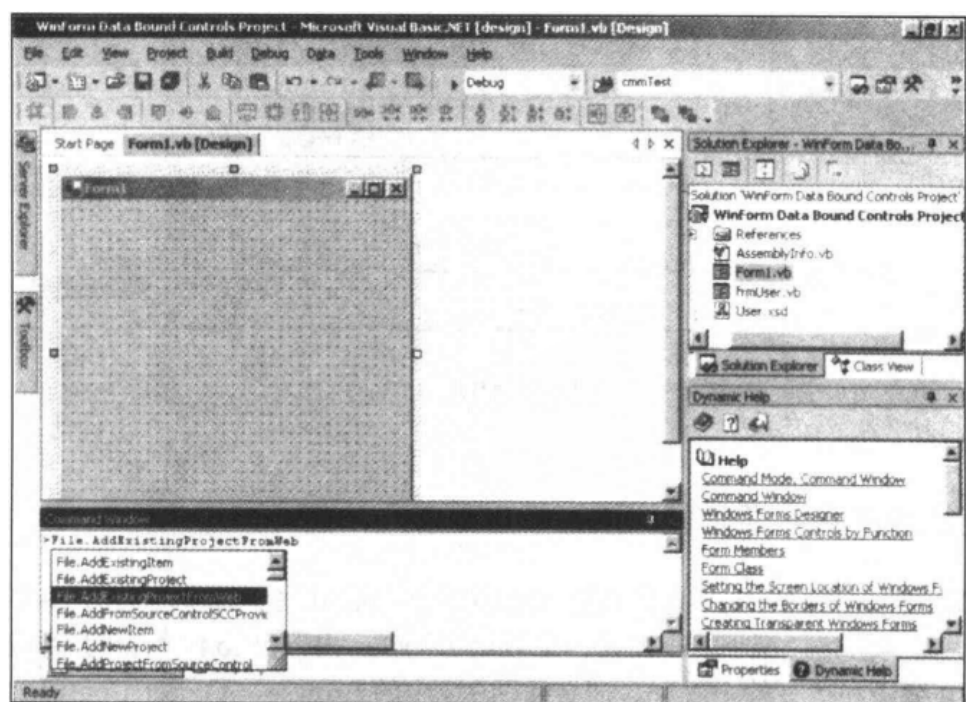 WinForm Data Bound Controls Project - Microsoft Visual Basic.NET [design] - Form1.vb [Design]
File Edit View Project Build Debug Data Tools Window Help
Debug
cmmTest
Start Page Form1.vb [Design]
Server Explorer
Toolbox
Form1
Solution Explorer - WinForm Data Bo...
Solution 'WinForm Data Bound Controls Project'
WinForm Data Bound Controls Project
References
AssemblyInfo.vb
Form1.vb
frmUser.vb
User.xsd
Solution Explorer Class View
Dynamic Help
Help
Command Mode, Command Window
Command Window
Windows Forms Designer
Windows Forms Controls by Function
Form Members
Form Class
Setting the Screen Location of Windows F
Changing the Borders of Windows Forms
Creating Transparent Windows Forms
Properties Dynamic Help
Command Window
>File.AddExistingProjectFromWeb
File.AddExistingItem
File.AddExistingProject
File.AddExistingProjectFromWeb
File.AddFromSourceControlSCCProvi
File.AddNewItem
File.AddNewProject
File.AddProjectFromSourceControl
Ready